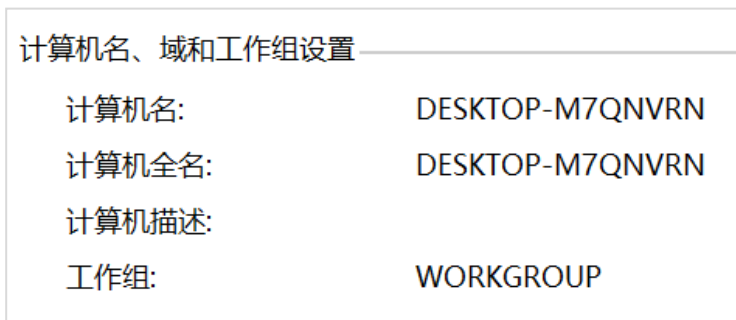 计算机名、域和工作组设置
计算机名: DESKTOP-M7QNVRN
计算机全名: DESKTOP-M7QNVRN
计算机描述:
工作组: WORKGROUP